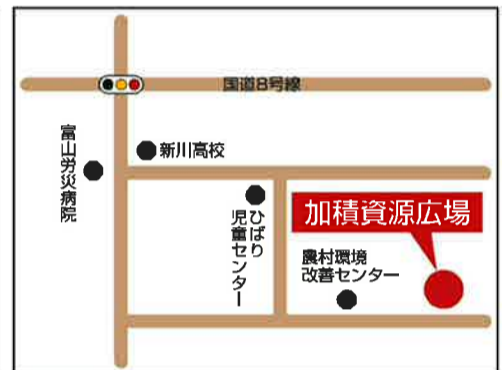 国道8号線
新川高校
富山労災病院
ひばり
児童センター
加積資源広場
農村環境
改善センター